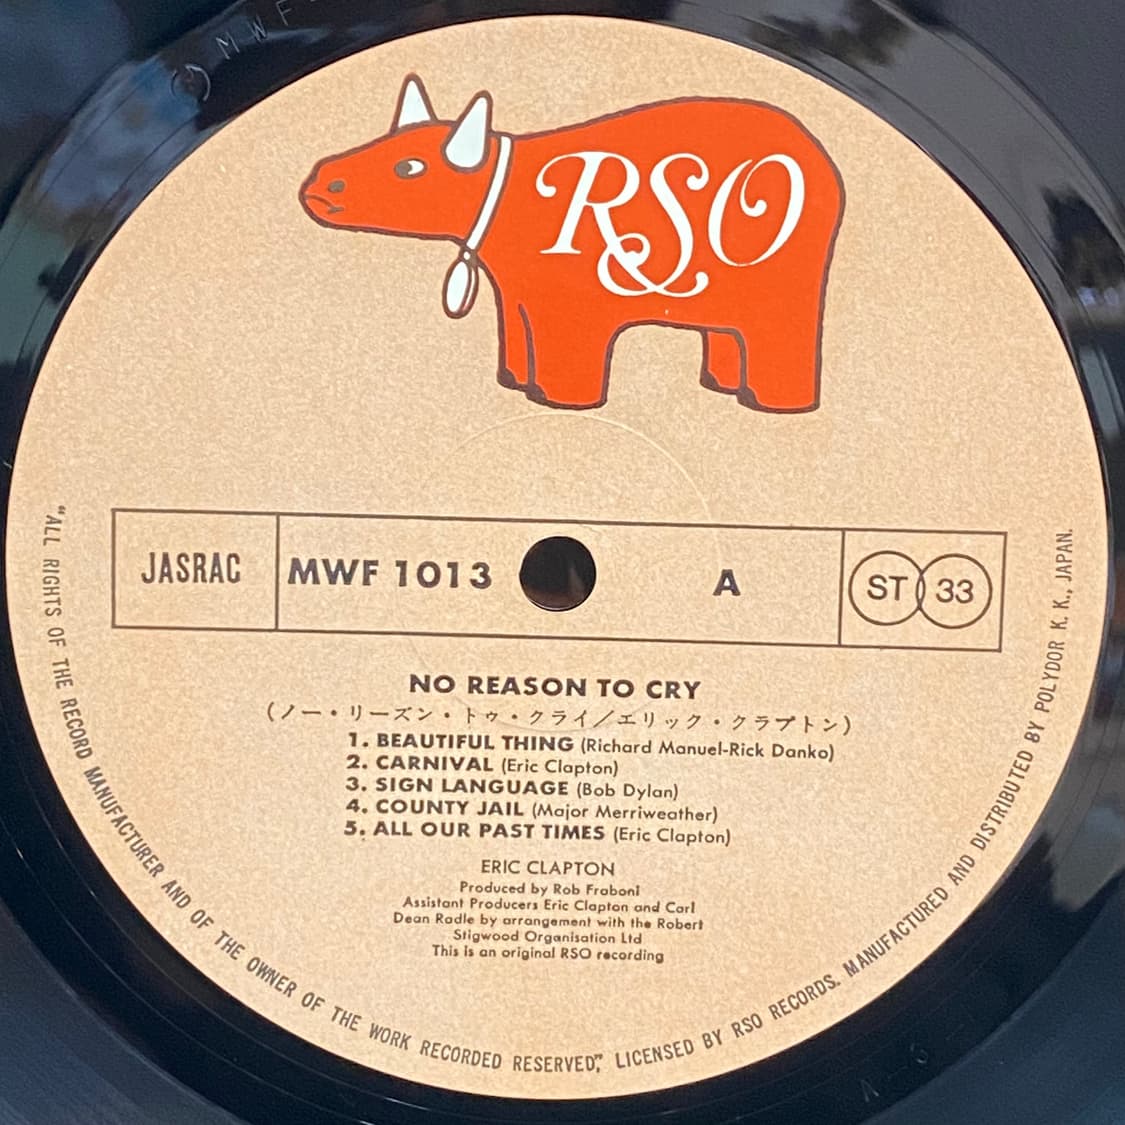 MWF
RSO
JASRAC
MWF 1013
A
ST 33
NO REASON TO CRY
(ノー・リーズン・トゥ・クライ／エリック・クラプトン)
1. BEAUTIFUL THING (Richard Manuel-Rick Danko)
2. CARNIVAL (Eric Clapton)
3. SIGN LANGUAGE (Bob Dylan)
4. COUNTY JAIL (Major Merriweather)
5. ALL OUR PAST TIMES (Eric Clapton)
ERIC CLAPTON
Produced by Rob Fraboni
Assistant Producers Eric Clapton and Carl
Dean Radle by arrangement with the Robert
Stigwood Organisation Ltd
This is an original RSO recording
"ALL RIGHTS OF THE RECORD MANUFACTURER AND OF THE OWNER OF THE WORK RECORDED RESERVED", LICENSED BY RSO RECORDS. MANUFACTURED AND DISTRIBUTED BY POLYDOR K. K., JAPAN.